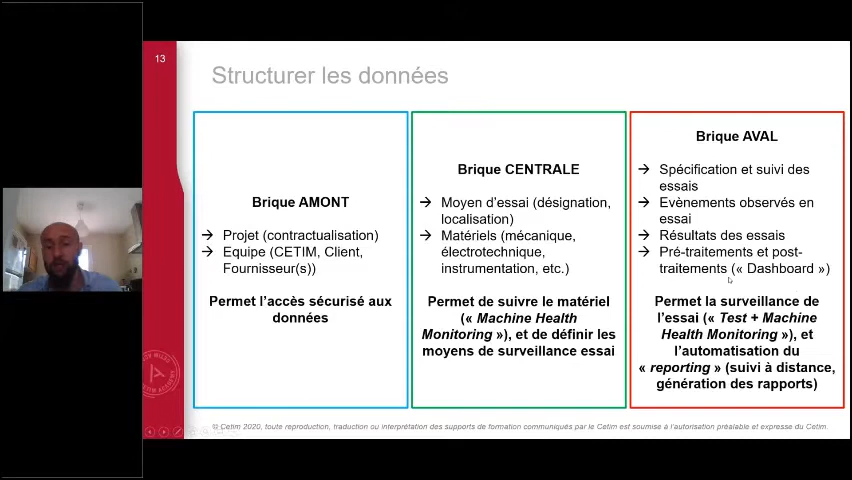 13
Structurer les données
Brique AMONT
→ Projet (contractualisation)
→ Equipe (CETIM, Client,
Fournisseur(s))
Permet l'accès sécurisé aux
données
Brique CENTRALE
→ Moyen d'essai (désignation,
localisation)
→ Matériels (mécanique,
électrotechnique,
instrumentation, etc.)
Permet de suivre le matériel
(« Machine Health
Monitoring »), et de définir les
moyens de surveillance essai
Brique AVAL
→ Spécification et suivi des
essais
→ Evènements observés en
essai
→ Résultats des essais
→ Pré-traitements et post-
traitements (« Dashboard »)
Permet la surveillance de
l'essai (« Test + Machine
Health Monitoring »), et
l'automatisation du
« reporting » (suivi à distance,
génération des rapports)
© Cetim 2020, toute reproduction, traduction ou interprétation des supports de formation communiqués par le Cetim est soumise à l'autorisation préalable et expresse du Cetim.